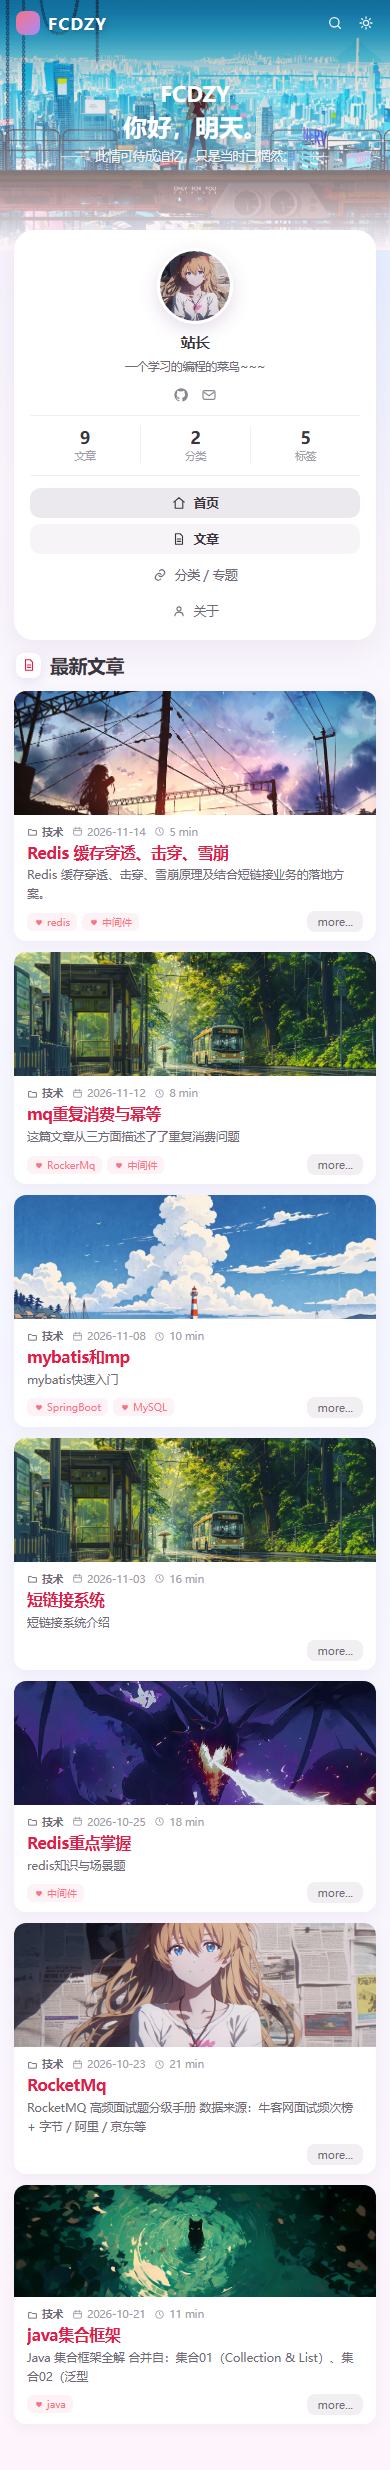 FCDZY
FCDZY
你好，明天。
此情可待成追忆，只是当时已惘然。
ONLY FOR YOU
站长
一个学习的编程的菜鸟~~~
9
文章
2
分类
5
标签
首页
文章
分类 / 专题
关于
最新文章
技术 2026-11-14 5 min
Redis 缓存穿透、击穿、雪崩
Redis 缓存穿透、击穿、雪崩原理及结合短链接业务的落地方
案。
redis 中间件 more...
技术 2026-11-12 8 min
mq重复消费与幂等
这篇文章从三方面描述了了重复消费问题
RockerMq 中间件 more...
技术 2026-11-08 10 min
mybatis和mp
mybatis快速入门
SpringBoot MySQL more...
技术 2026-11-03 16 min
短链接系统
短链接系统介绍
more...
技术 2026-10-25 18 min
Redis重点掌握
redis知识与场景题
中间件 more...
技术 2026-10-23 21 min
RocketMq
RocketMQ 高频面试题分级手册 数据来源：牛客网面试频次榜
+ 字节 / 阿里 / 京东等
more...
技术 2026-10-21 11 min
java集合框架
Java 集合框架全解 合并自：集合01（Collection & List）、集
合02（泛型
java more...